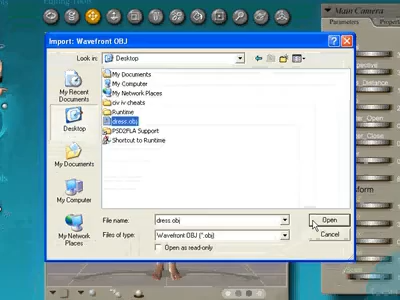 Editing Tools
Main Camera
Parameters
Import: Wavefront OBJ
Look in:
Desktop
My Documents
My Computer
My Network Places
civ iv cheats
Runtime
dress.obj
PSD2FLA Support
Shortcut to Runtime
My Recent
Documents
Desktop
My Documents
My Computer
My Network
Places
File name:
dress.obj
Open
Files of type:
Wavefront OBJ (*.obj)
Cancel
Open as read-only